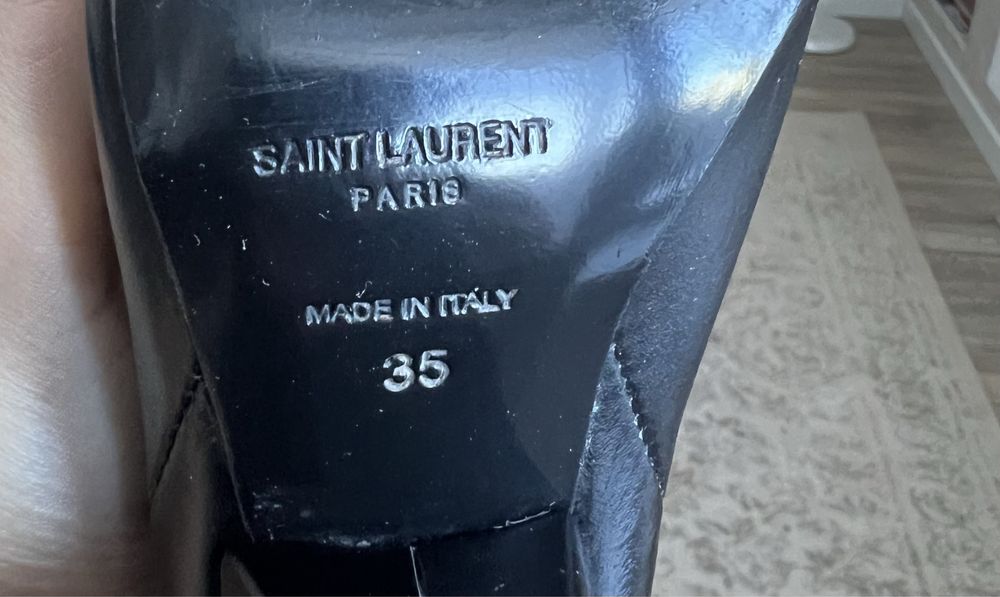 SAINT LAURENT
PARIS
MADE IN ITALY
35